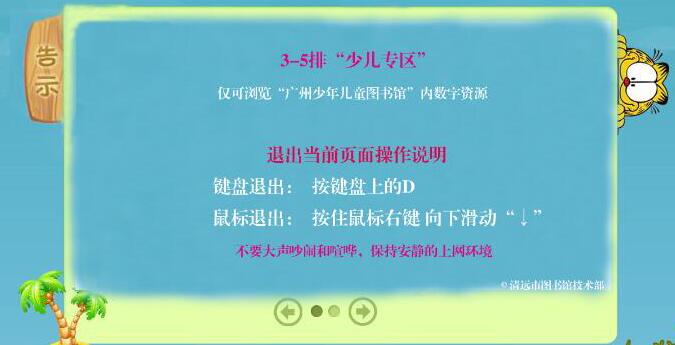 告示
3-5排“少儿专区”
仅可浏览“广州少年儿童图书馆”内数字资源
退出当前页面操作说明
键盘退出： 按键盘上的D
鼠标退出： 按住鼠标右键 向下滑动“↓”
不要大声吵闹和喧哗，保持安静的上网环境
© 清远市图书馆技术部